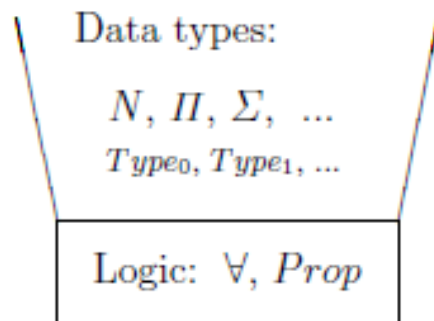 Data types:
N, Π, Σ, ...
Type₀, Type₁, ...
Logic: ∀, Prop